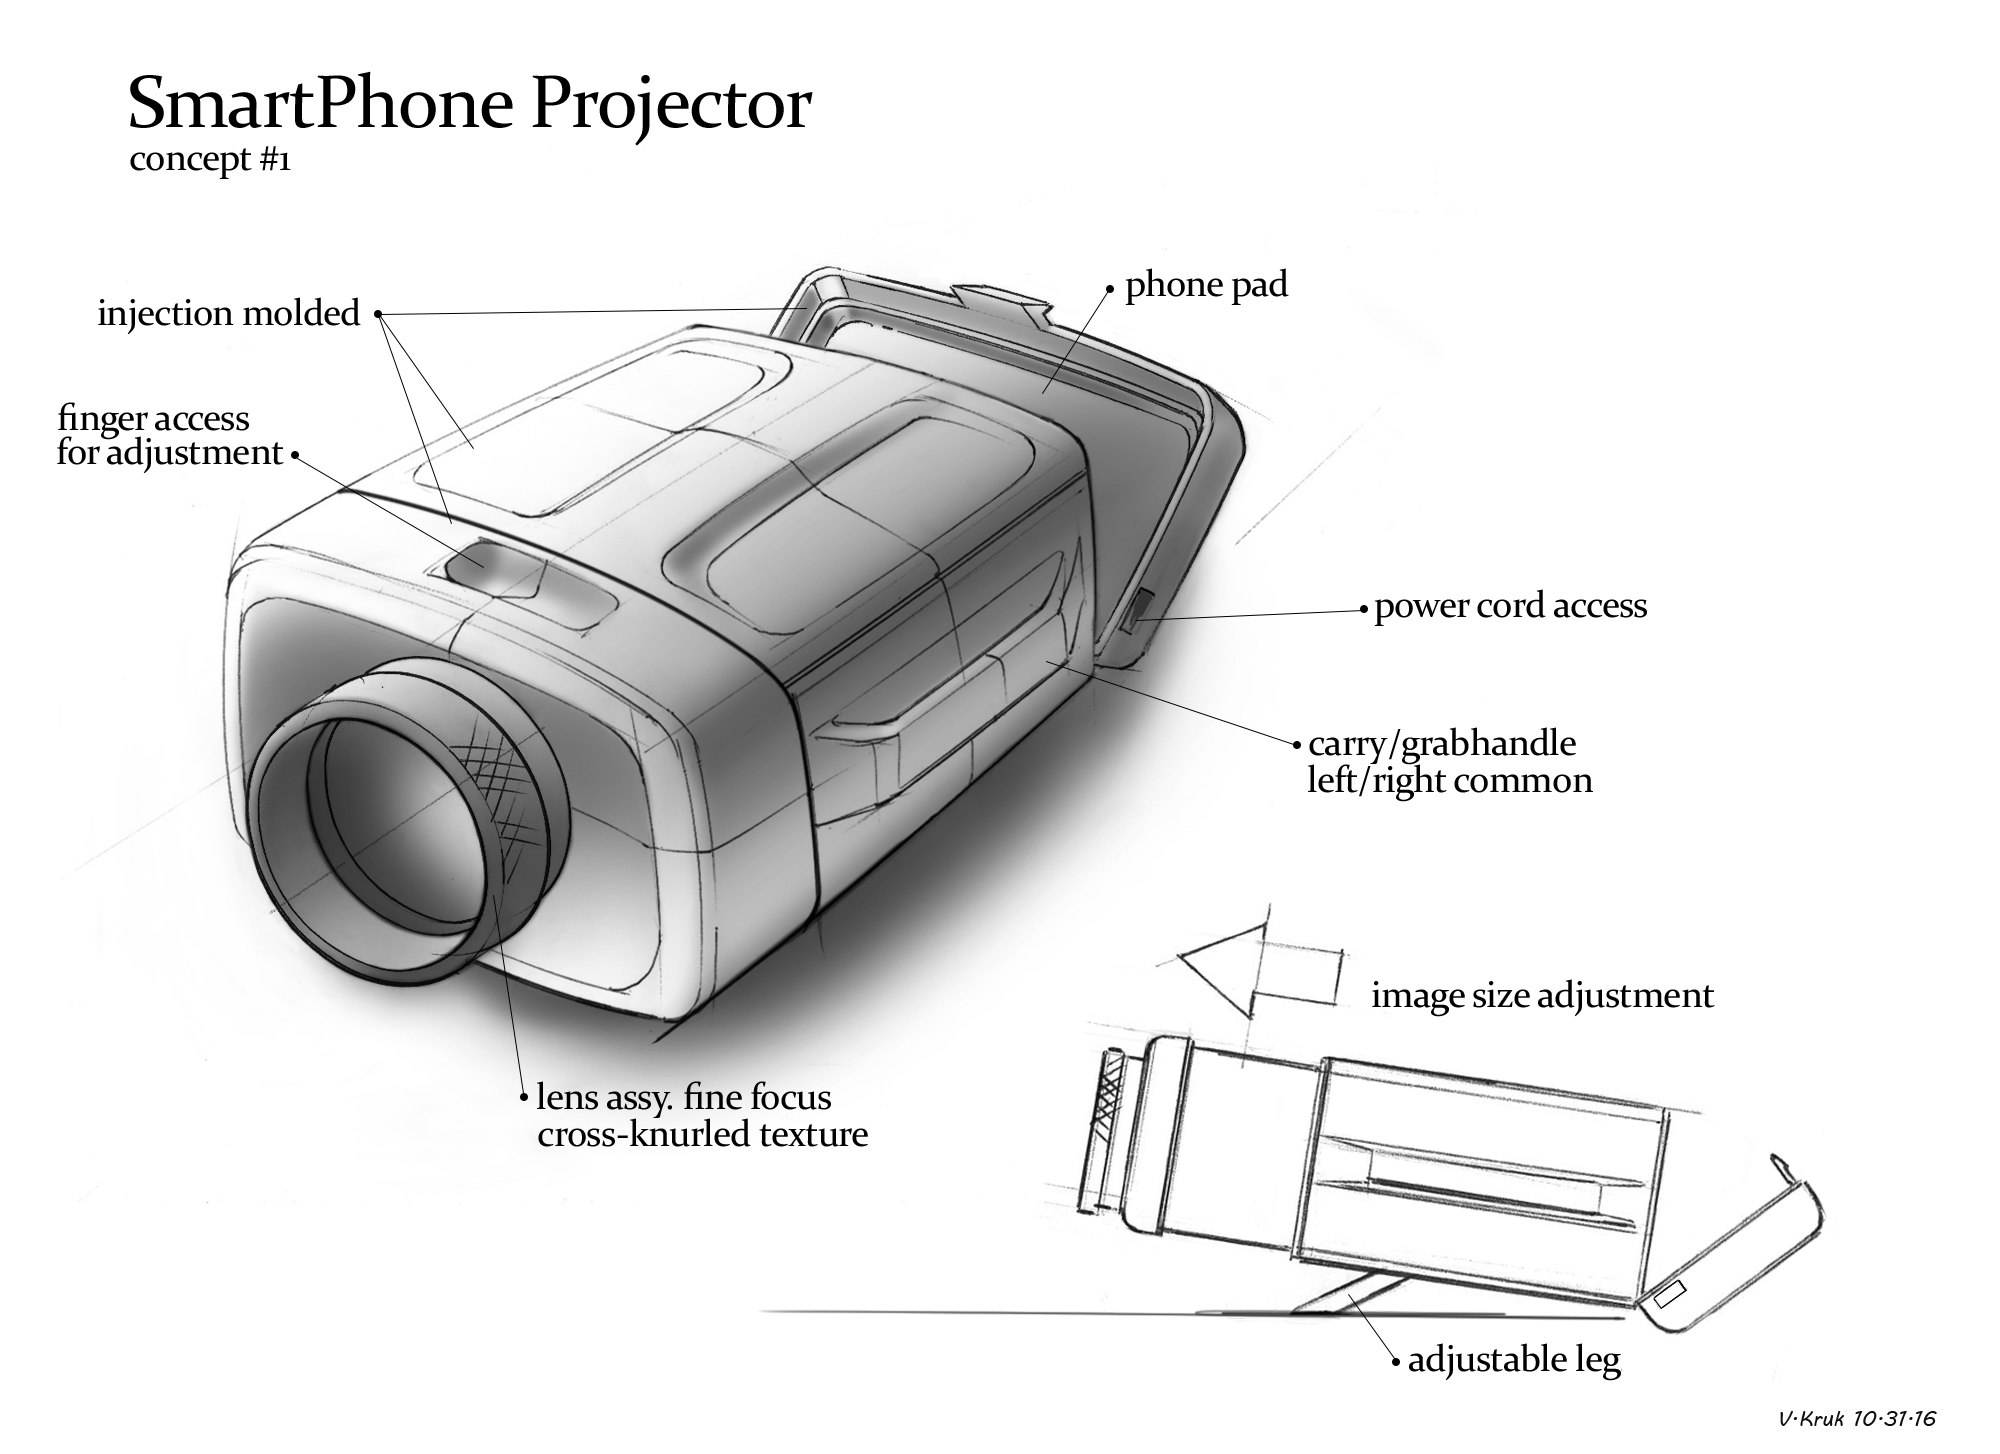 SmartPhone Projector
concept #1
injection molded
phone pad
finger access
for adjustment
power cord access
carry/grabhandle
left/right common
image size adjustment
lens assy. fine focus
cross-knurled texture
adjustable leg
V·Kruk 10·31·16